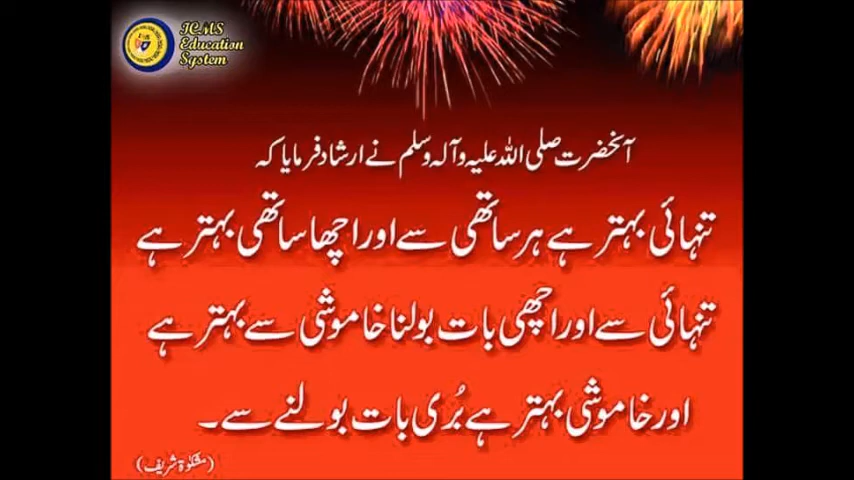 ICMS
Education
System
آنحضرت صلی اللہ علیہ وآلہ وسلم نے ارشاد فرمایا کہ
تنہائی بہتر ہے ہر ساتھی سے اور اچھا ساتھی بہتر ہے
تنہائی سے اور اچھی بات بولنا خاموشی سے بہتر ہے
اور خاموشی بہتر ہے بُری بات بولنے سے۔
(مشکوٰۃ شریف)